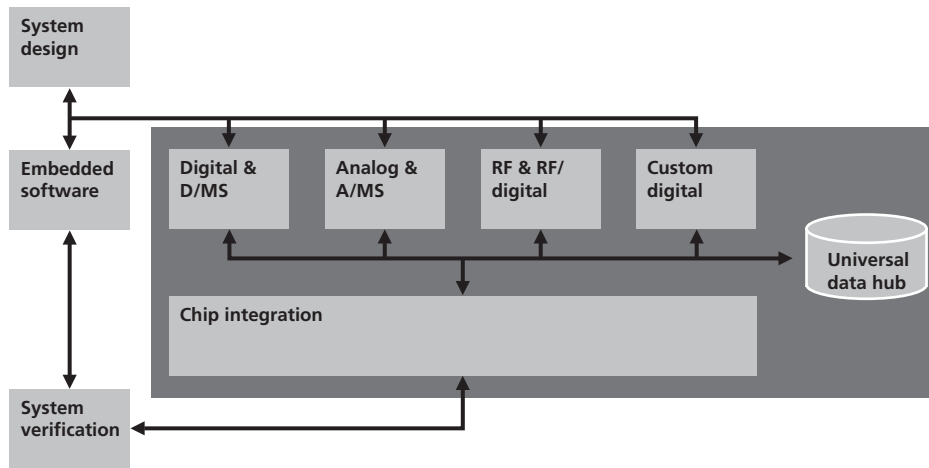 System
design
Embedded
software
Digital &
D/MS
Analog &
A/MS
RF & RF/
digital
Custom
digital
Universal
data hub
Chip integration
System
verification